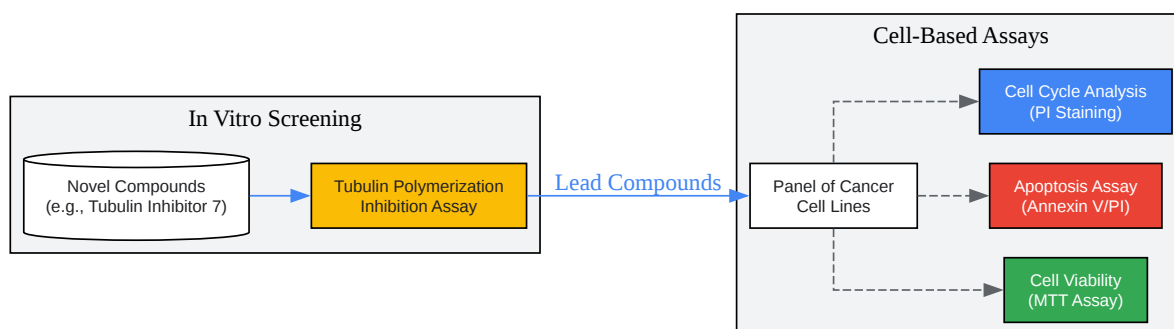 In Vitro Screening
Novel Compounds
(e.g., Tubulin Inhibitor 7)
Tubulin Polymerization
Inhibition Assay
Lead Compounds
Cell-Based Assays
Panel of Cancer
Cell Lines
Cell Cycle Analysis
(PI Staining)
Apoptosis Assay
(Annexin V/PI)
Cell Viability
(MTT Assay)